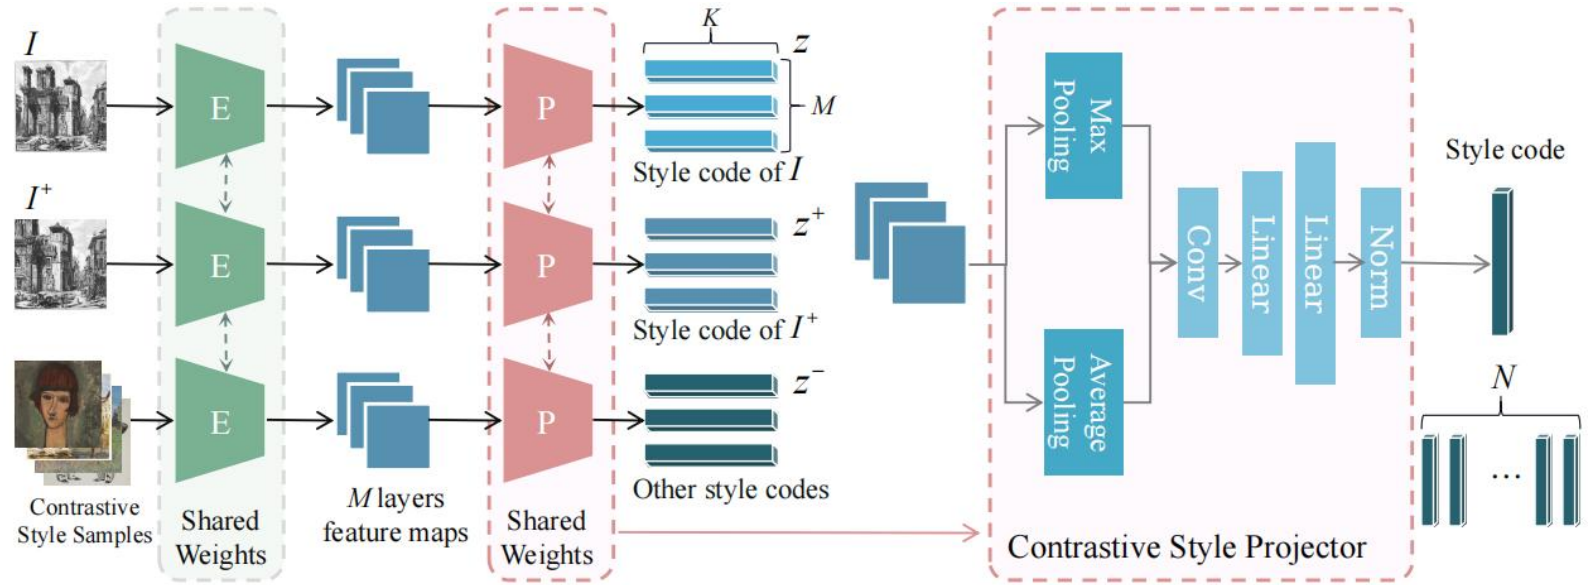 I
E
P
K
z
M
Style code of I
I⁺
E
P
z⁺
Style code of I⁺
E
P
z⁻
Other style codes
Contrastive
Style Samples
Shared
Weights
M layers
feature maps
Shared
Weights
Max
Pooling
Average
Pooling
Conv
Linear
Linear
Norm
Contrastive Style Projector
Style code
N
...